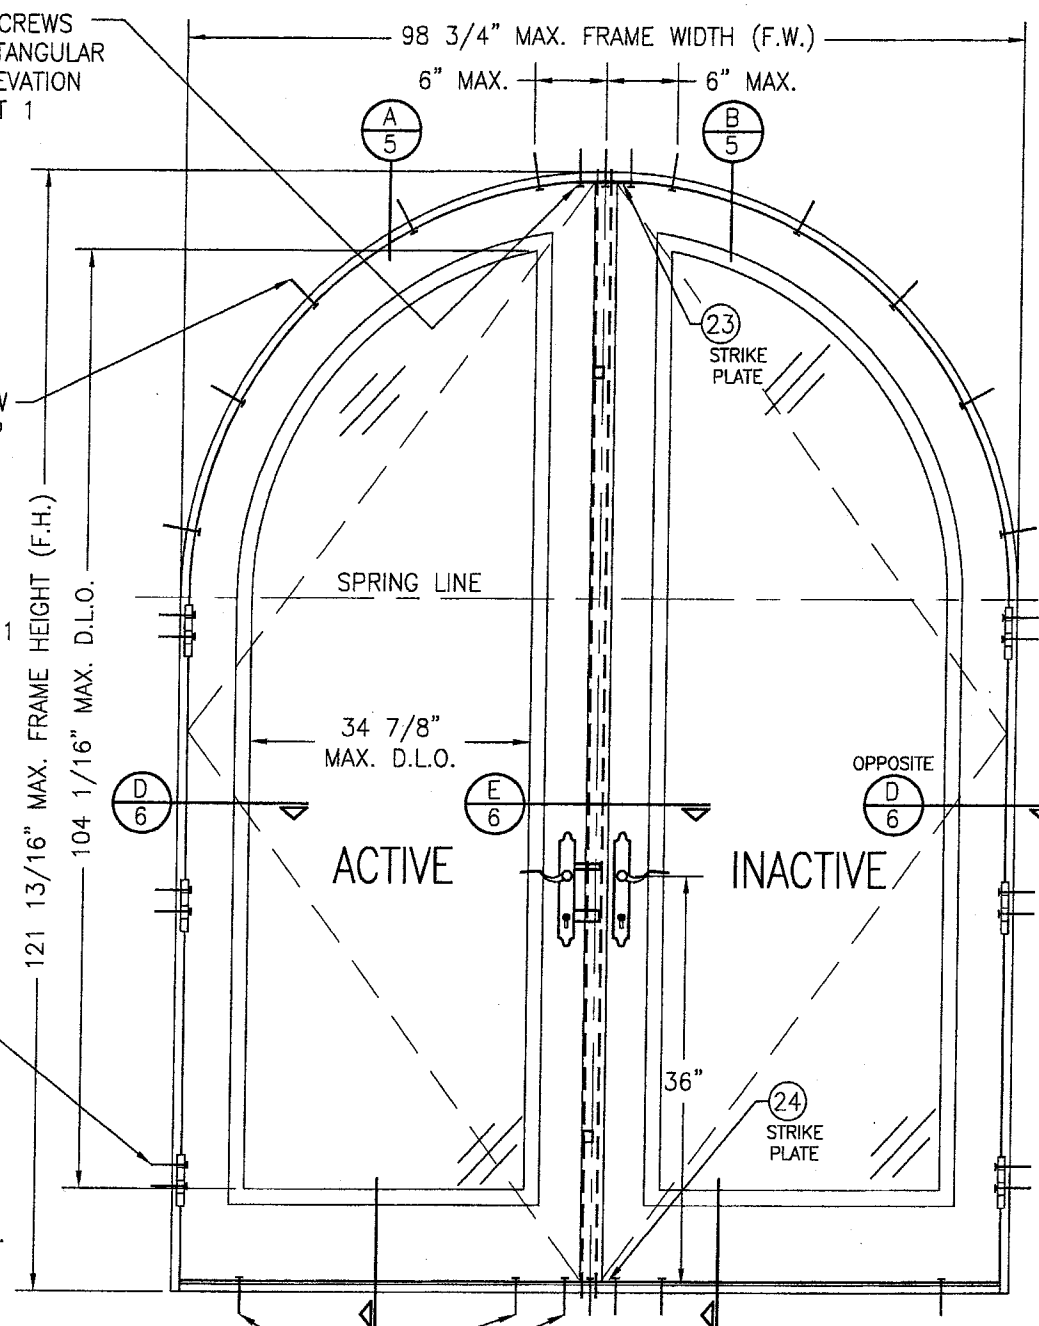 CREWS
TANGULAR
EVATION
T 1
98 3/4" MAX. FRAME WIDTH (F.W.)
6" MAX.
6" MAX.
A
5
B
5
23
STRIKE
PLATE
W
SPRING LINE
1
121 13/16" MAX. FRAME HEIGHT (F.H.)
104 1/16" MAX. D.L.O.
34 7/8"
MAX. D.L.O.
D
6
E
6
OPPOSITE
D
6
ACTIVE
INACTIVE
36"
24
STRIKE
PLATE